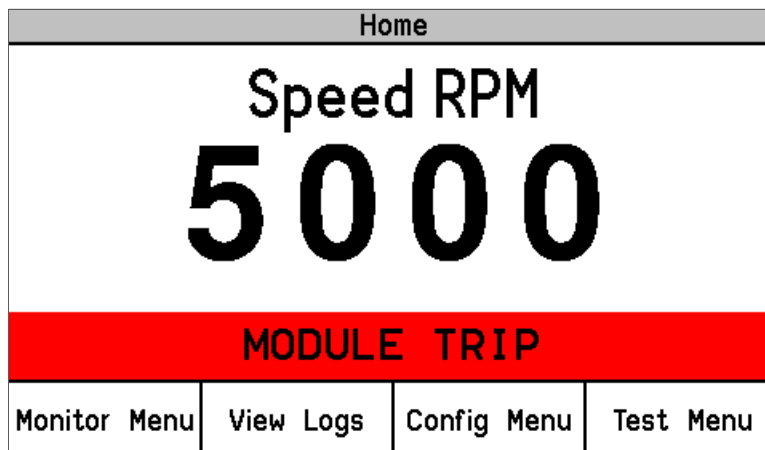 Home
Speed RPM
5000
MODULE TRIP
Monitor Menu View Logs Config Menu Test Menu